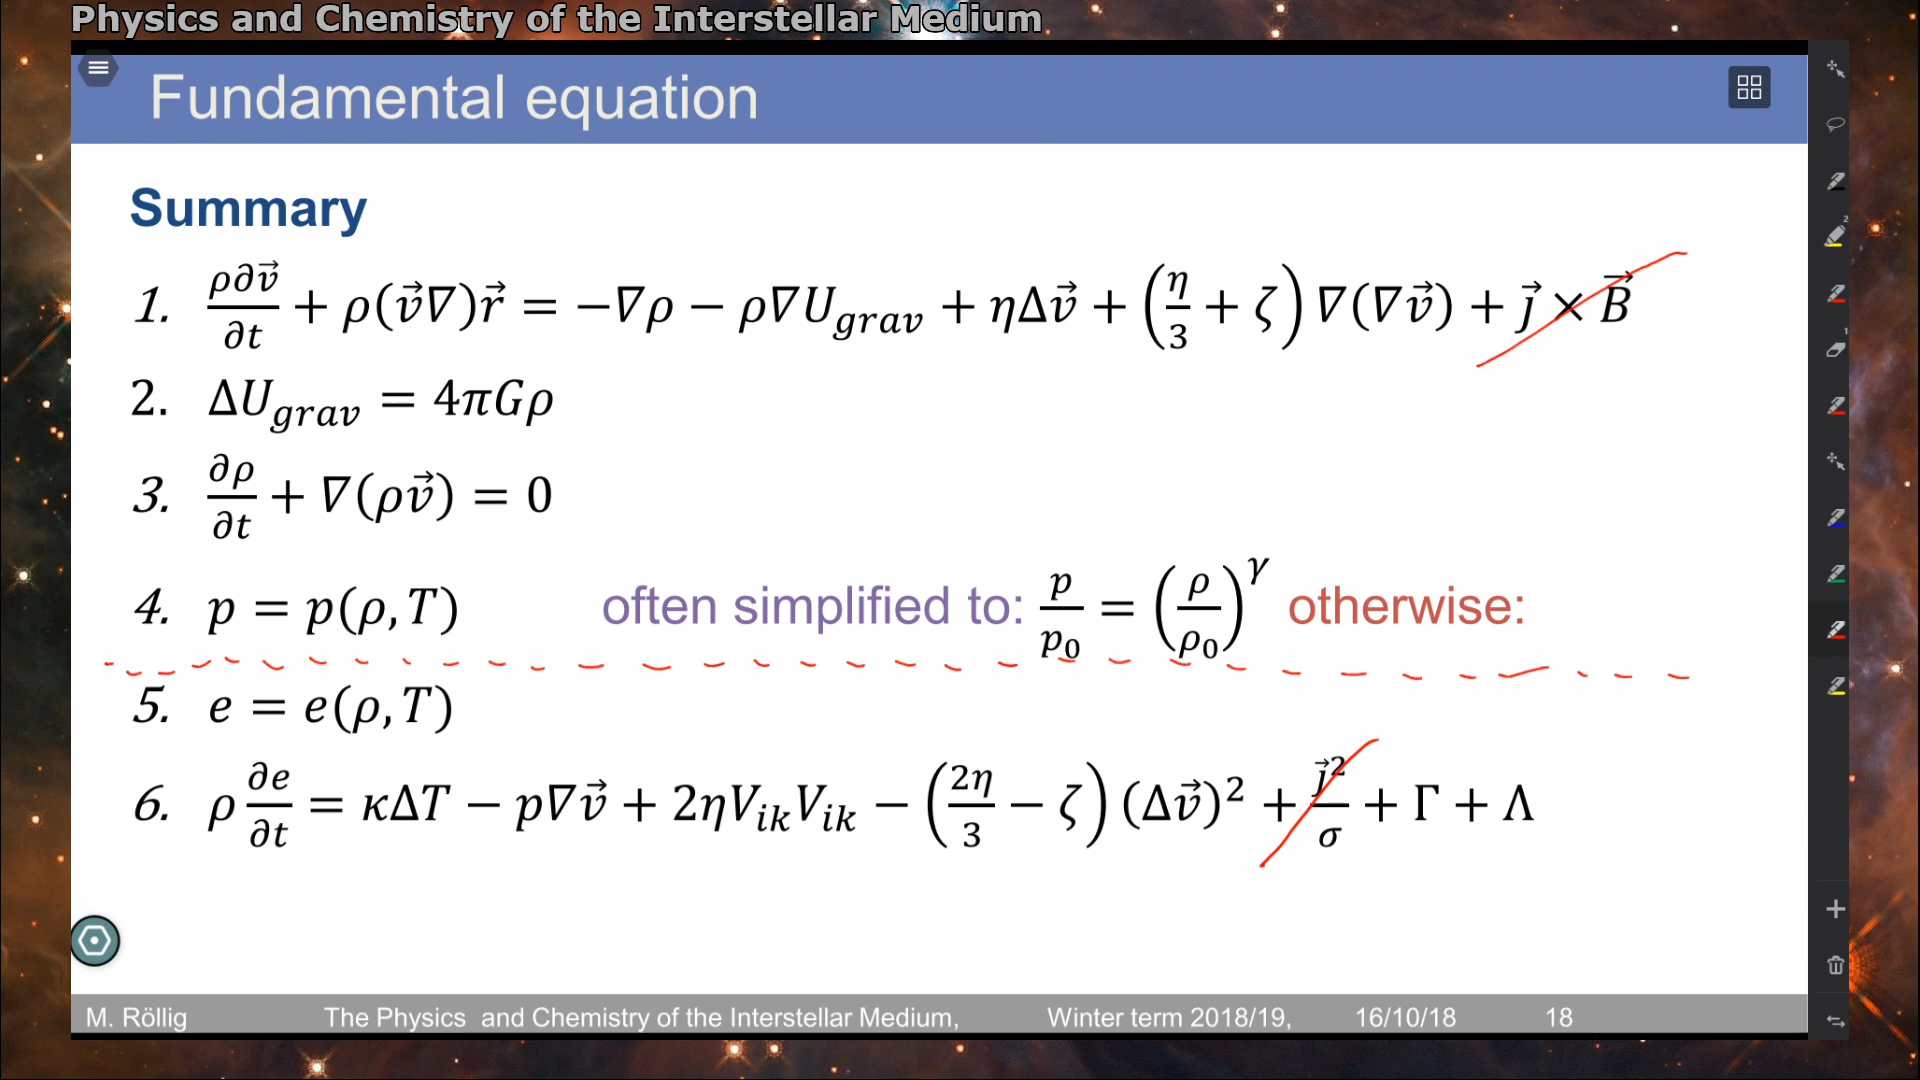 Physics and Chemistry of the Interstellar Medium
Fundamental equation
Summary
1. ρ∂v⃗/∂t + ρ(v⃗∇)r⃗ = −∇ρ − ρ∇U_grav + ηΔv⃗ + (η/3 + ζ) ∇(∇v⃗) + j⃗ × B⃗
2. ΔU_grav = 4πGρ
3. ∂ρ/∂t + ∇(ρv⃗) = 0
4. p = p(ρ,T) often simplified to: p/p₀ = (ρ/ρ₀)^γ otherwise:
5. e = e(ρ,T)
6. ρ ∂e/∂t = κΔT − p∇v⃗ + 2ηV_ik V_ik − (2η/3 − ζ) (Δv⃗)² + j⃗²/σ + Γ + Λ
M. Röllig The Physics and Chemistry of the Interstellar Medium, Winter term 2018/19, 16/10/18 18